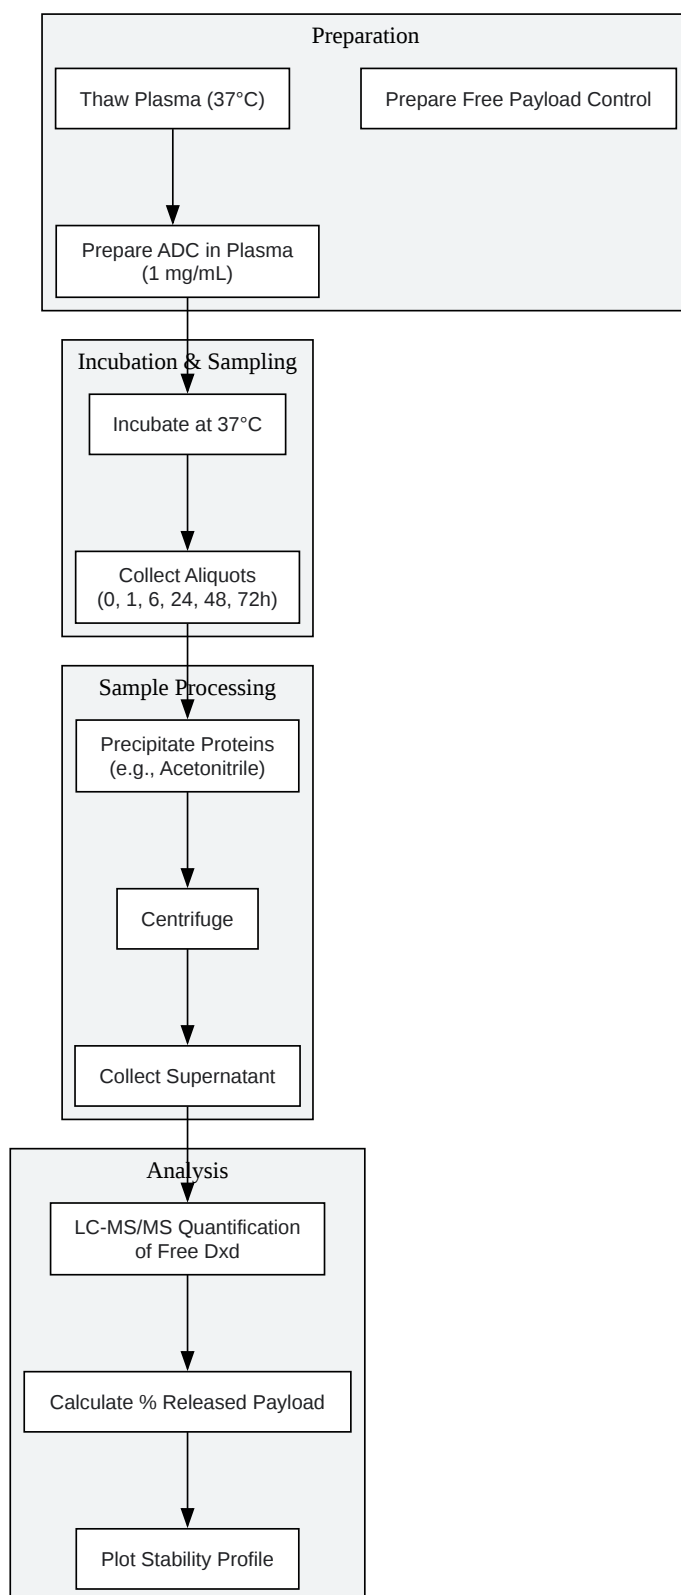 Preparation
Thaw Plasma (37°C)
Prepare Free Payload Control
Prepare ADC in Plasma
(1 mg/mL)
Incubation & Sampling
Incubate at 37°C
Collect Aliquots
(0, 1, 6, 24, 48, 72h)
Sample Processing
Precipitate Proteins
(e.g., Acetonitrile)
Centrifuge
Collect Supernatant
Analysis
LC-MS/MS Quantification
of Free Dxd
Calculate % Released Payload
Plot Stability Profile